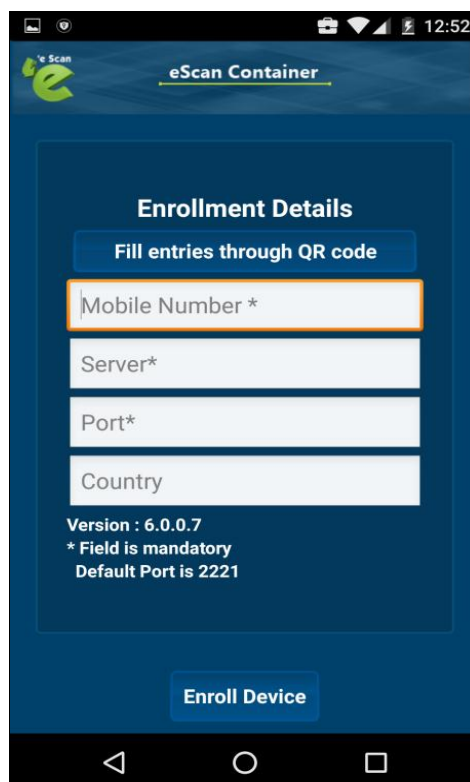 12:52
e Scan
eScan Container
Enrollment Details
Fill entries through QR code
Mobile Number *
Server*
Port*
Country
Version : 6.0.0.7
* Field is mandatory
Default Port is 2221
Enroll Device